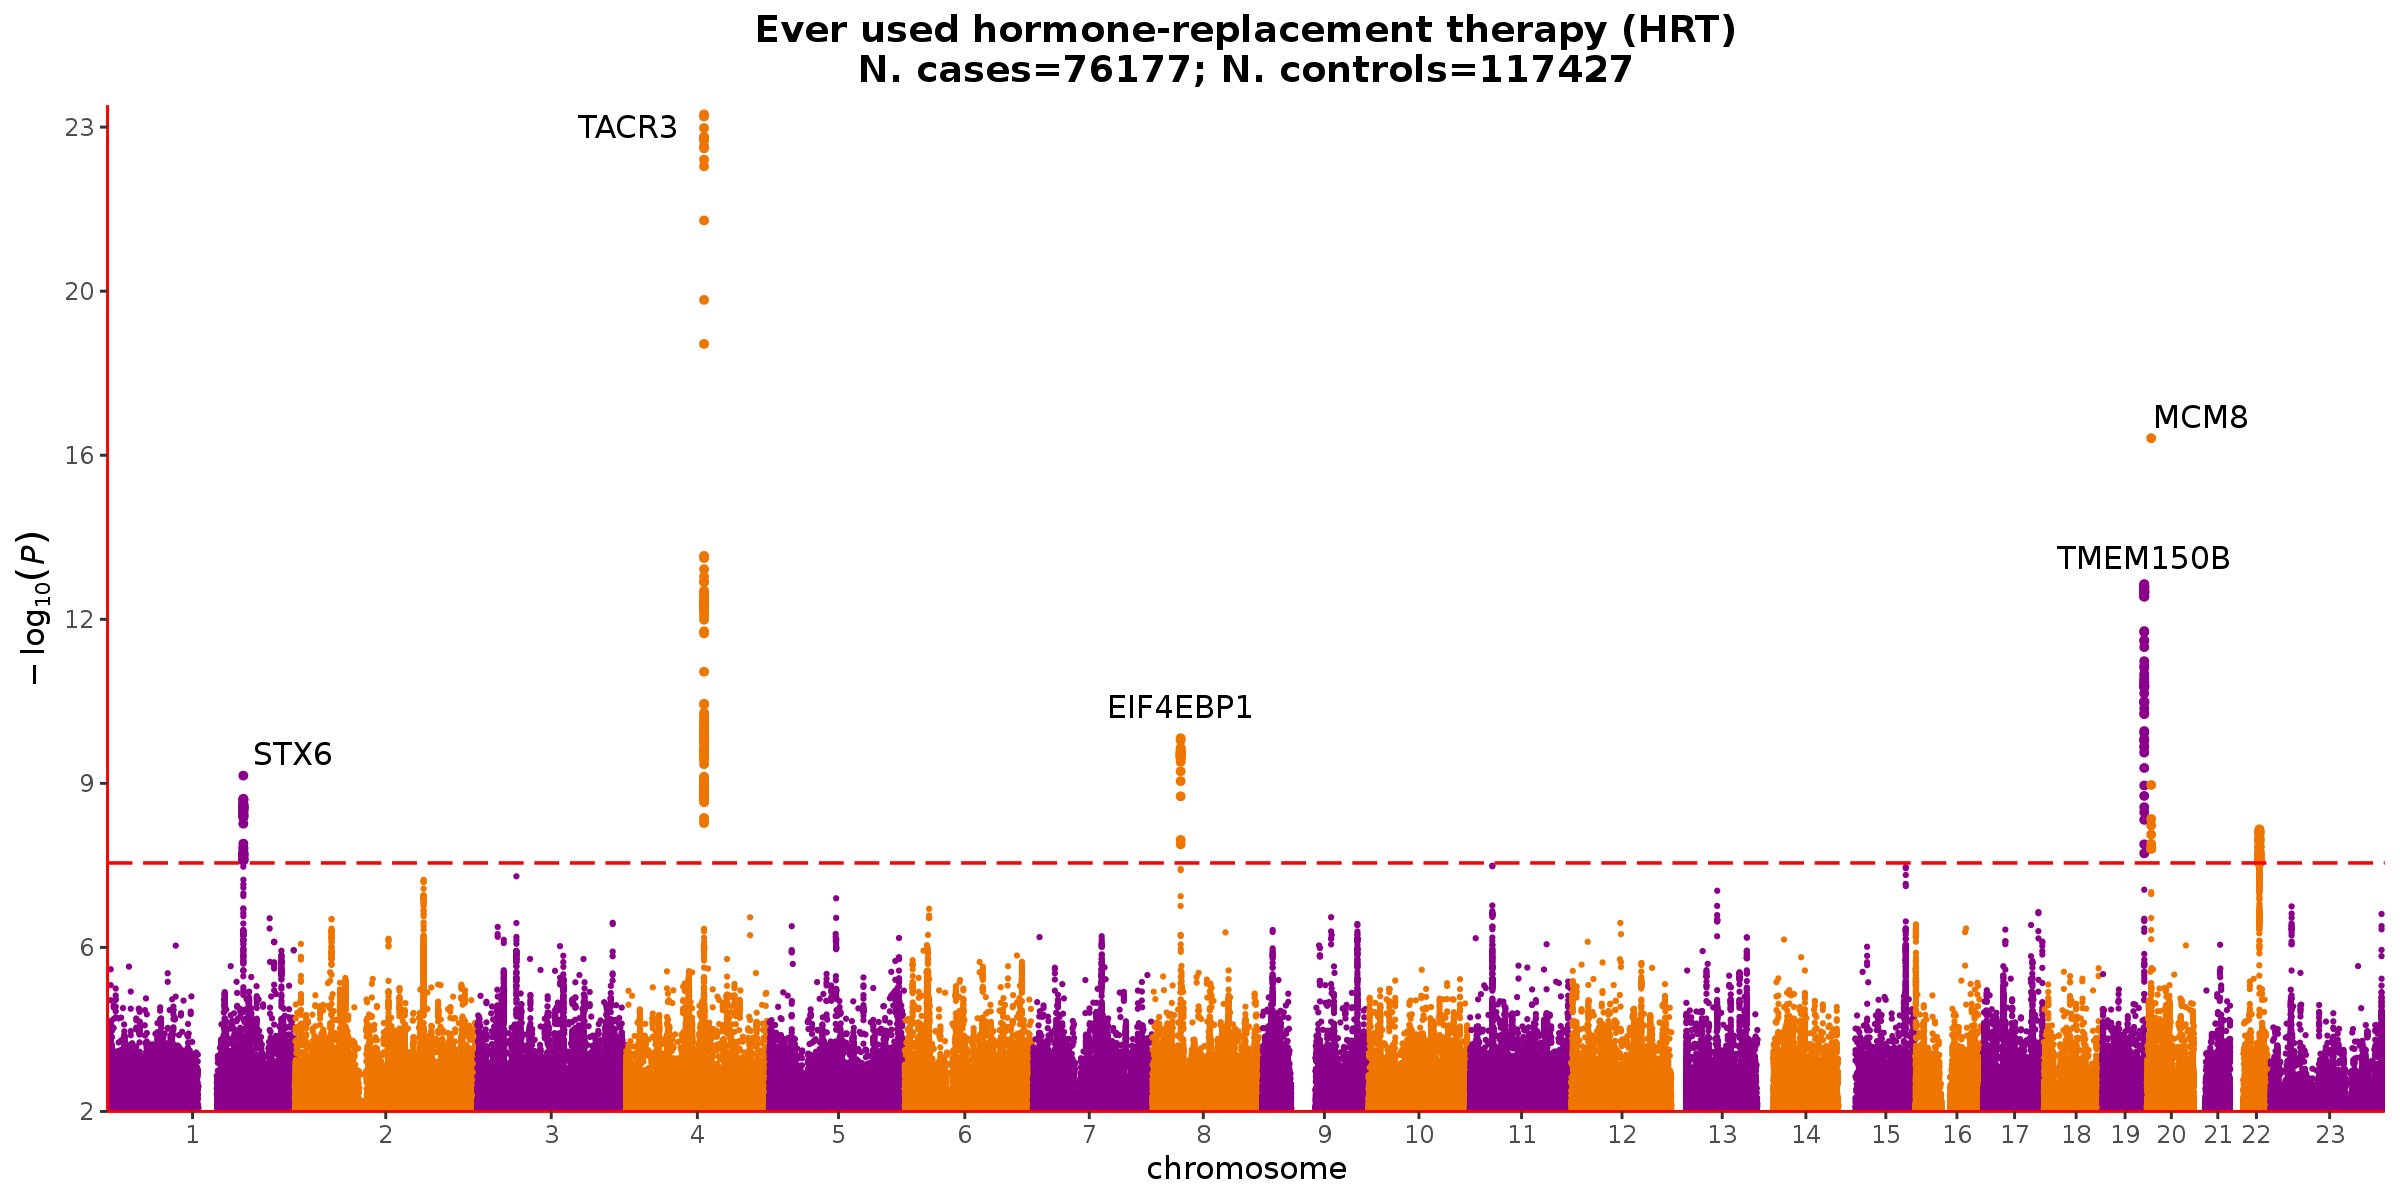 Ever used hormone-replacement therapy (HRT)
N. cases=76177; N. controls=117427
TACR3
MCM8
TMEM150B
EIF4EBP1
STX6
23
20
16
12
9
6
2
−log10(P)
1 2 3 4 5 6 7 8 9 10 11 12 13 14 15 16 17 18 19 20 21 22 23
chromosome